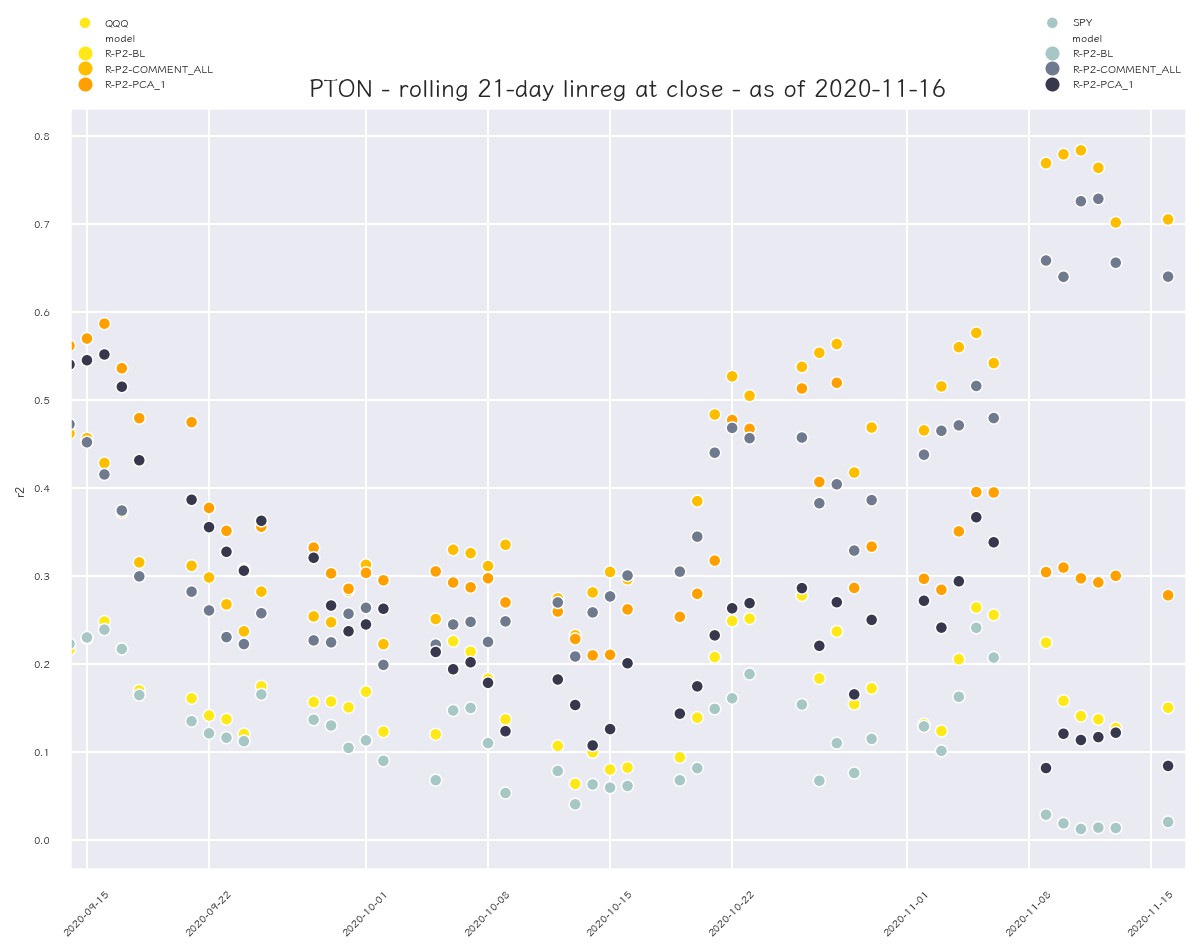 QQQ
model
R-P2-BL
R-P2-COMMENT_ALL
R-P2-PCA_1
SPY
model
R-P2-BL
R-P2-COMMENT_ALL
R-P2-PCA_1
PTON - rolling 21-day linreg at close - as of 2020-11-16
r2
0.8
0.7
0.6
0.5
0.4
0.3
0.2
0.1
0.0
2020-09-15
2020-09-22
2020-10-01
2020-10-08
2020-10-15
2020-10-22
2020-11-01
2020-11-08
2020-11-15